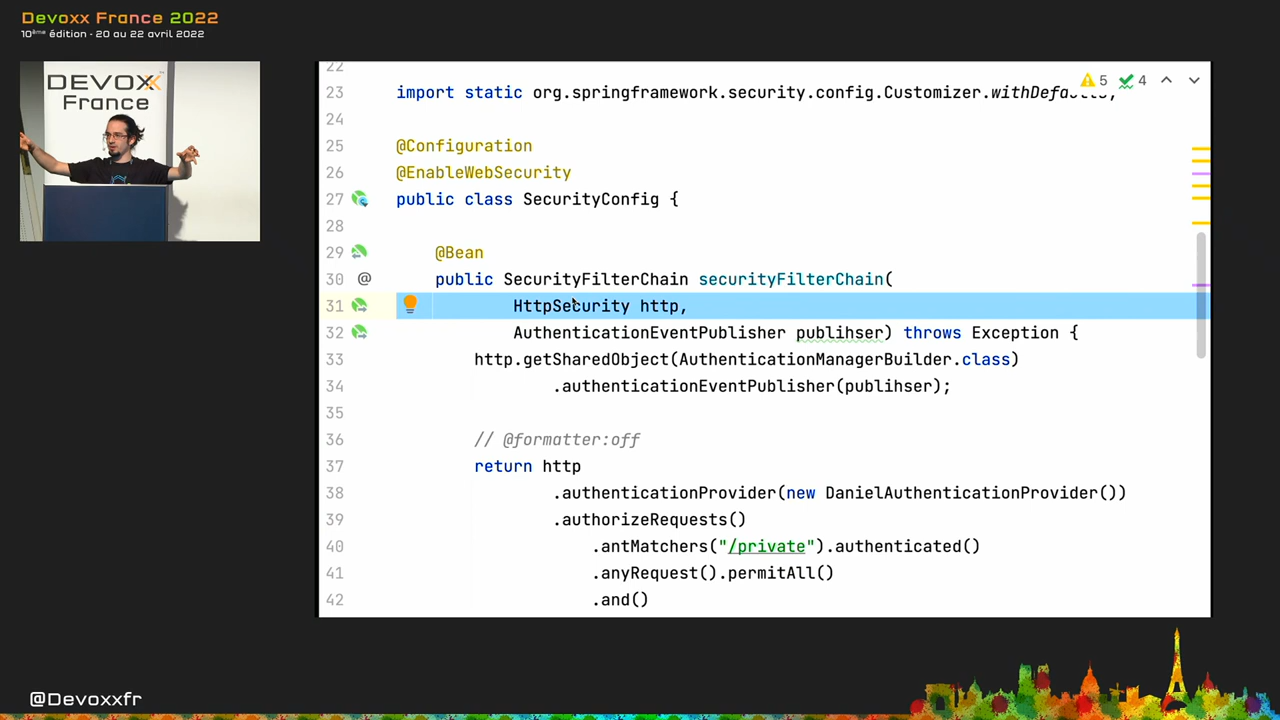 Devoxx France 2022
10ème édition - 20 au 22 avril 2022
DEVOXX
France
22
23 import static org.springframework.security.config.Customizer.withDefaults;
5 4
24
25 @Configuration
26 @EnableWebSecurity
27 public class SecurityConfig {
28
29 @Bean
30 @ public SecurityFilterChain securityFilterChain(
31 HttpSecurity http,
32 AuthenticationEventPublisher publihser) throws Exception {
33 http.getSharedObject(AuthenticationManagerBuilder.class)
34 .authenticationEventPublisher(publihser);
35
36 // @formatter:off
37 return http
38 .authenticationProvider(new DanielAuthenticationProvider())
39 .authorizeRequests()
40 .antMatchers("/private").authenticated()
41 .anyRequest().permitAll()
42 .and()
@Devoxxfr